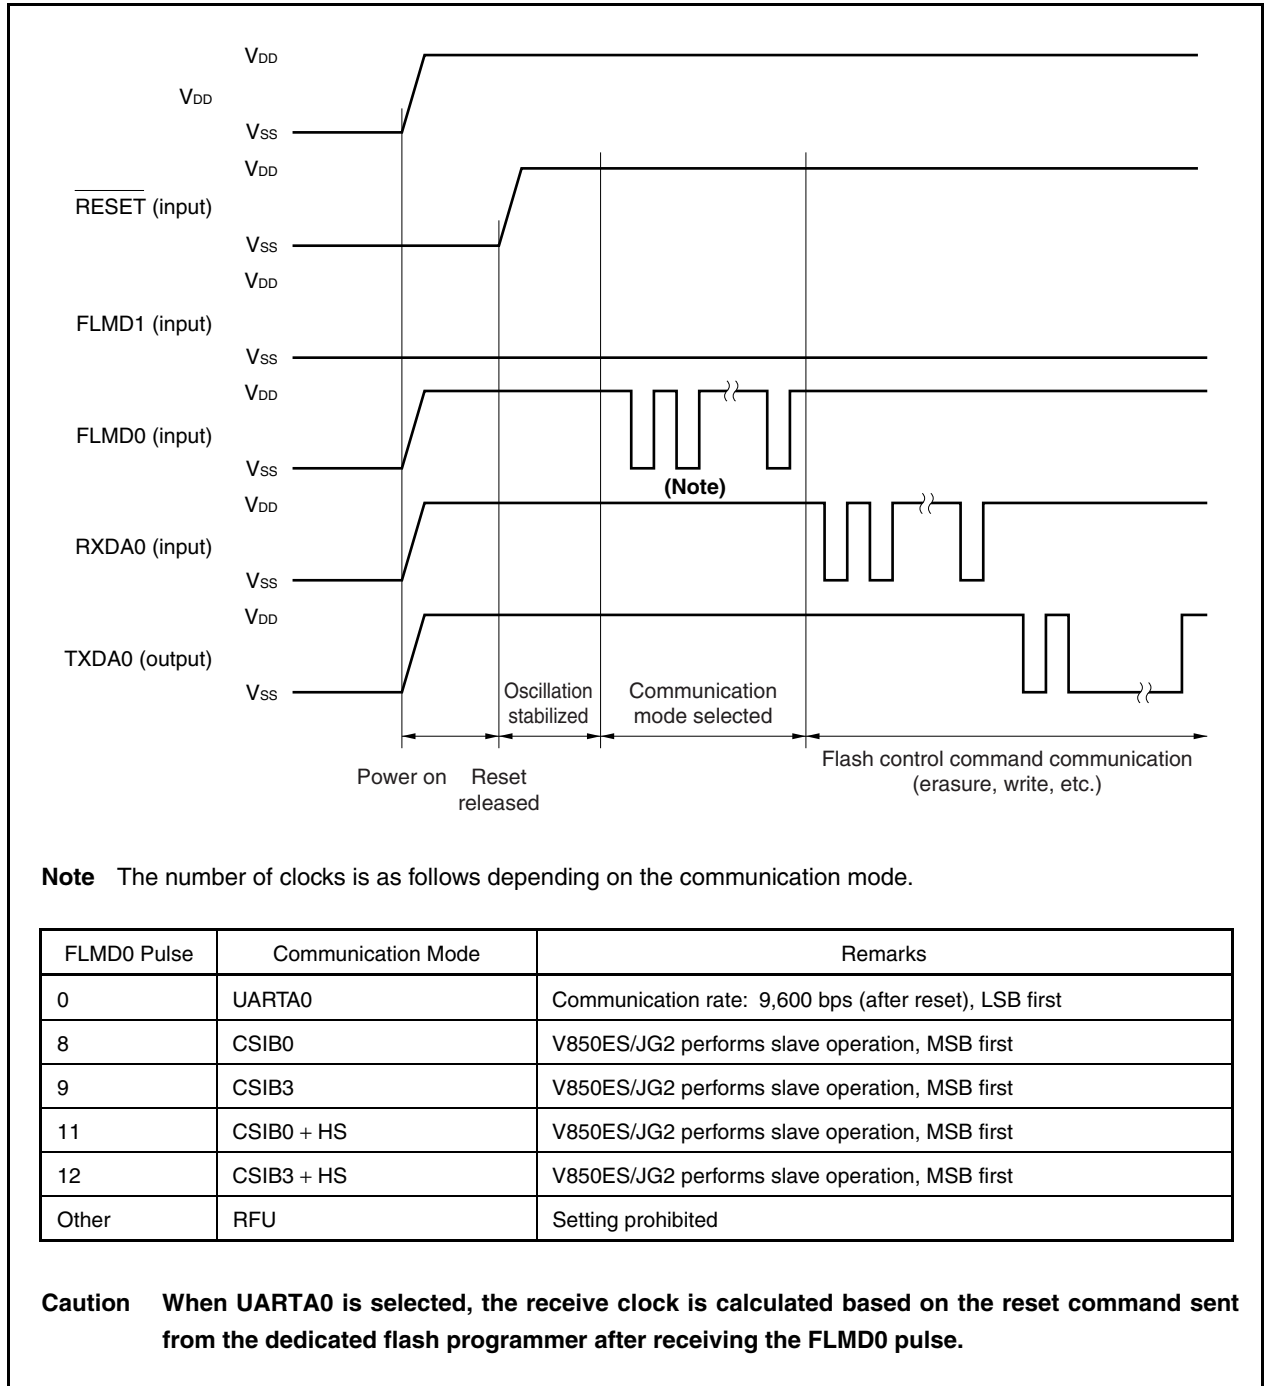 VDD
VDD
VSS
VDD
RESET (input)
VSS
VDD
FLMD1 (input)
VSS
VDD
FLMD0 (input)
VSS
(Note)
VDD
RXDA0 (input)
VSS
VDD
TXDA0 (output)
VSS
Oscillation
stabilized
Communication
mode selected
Power on
Reset
released
Flash control command communication
(erasure, write, etc.)
Note The number of clocks is as follows depending on the communication mode.
FLMD0 Pulse Communication Mode Remarks
0 UARTA0 Communication rate: 9,600 bps (after reset), LSB first
8 CSIB0 V850ES/JG2 performs slave operation, MSB first
9 CSIB3 V850ES/JG2 performs slave operation, MSB first
11 CSIB0 + HS V850ES/JG2 performs slave operation, MSB first
12 CSIB3 + HS V850ES/JG2 performs slave operation, MSB first
Other RFU Setting prohibited
Caution When UARTA0 is selected, the receive clock is calculated based on the reset command sent
from the dedicated flash programmer after receiving the FLMD0 pulse.